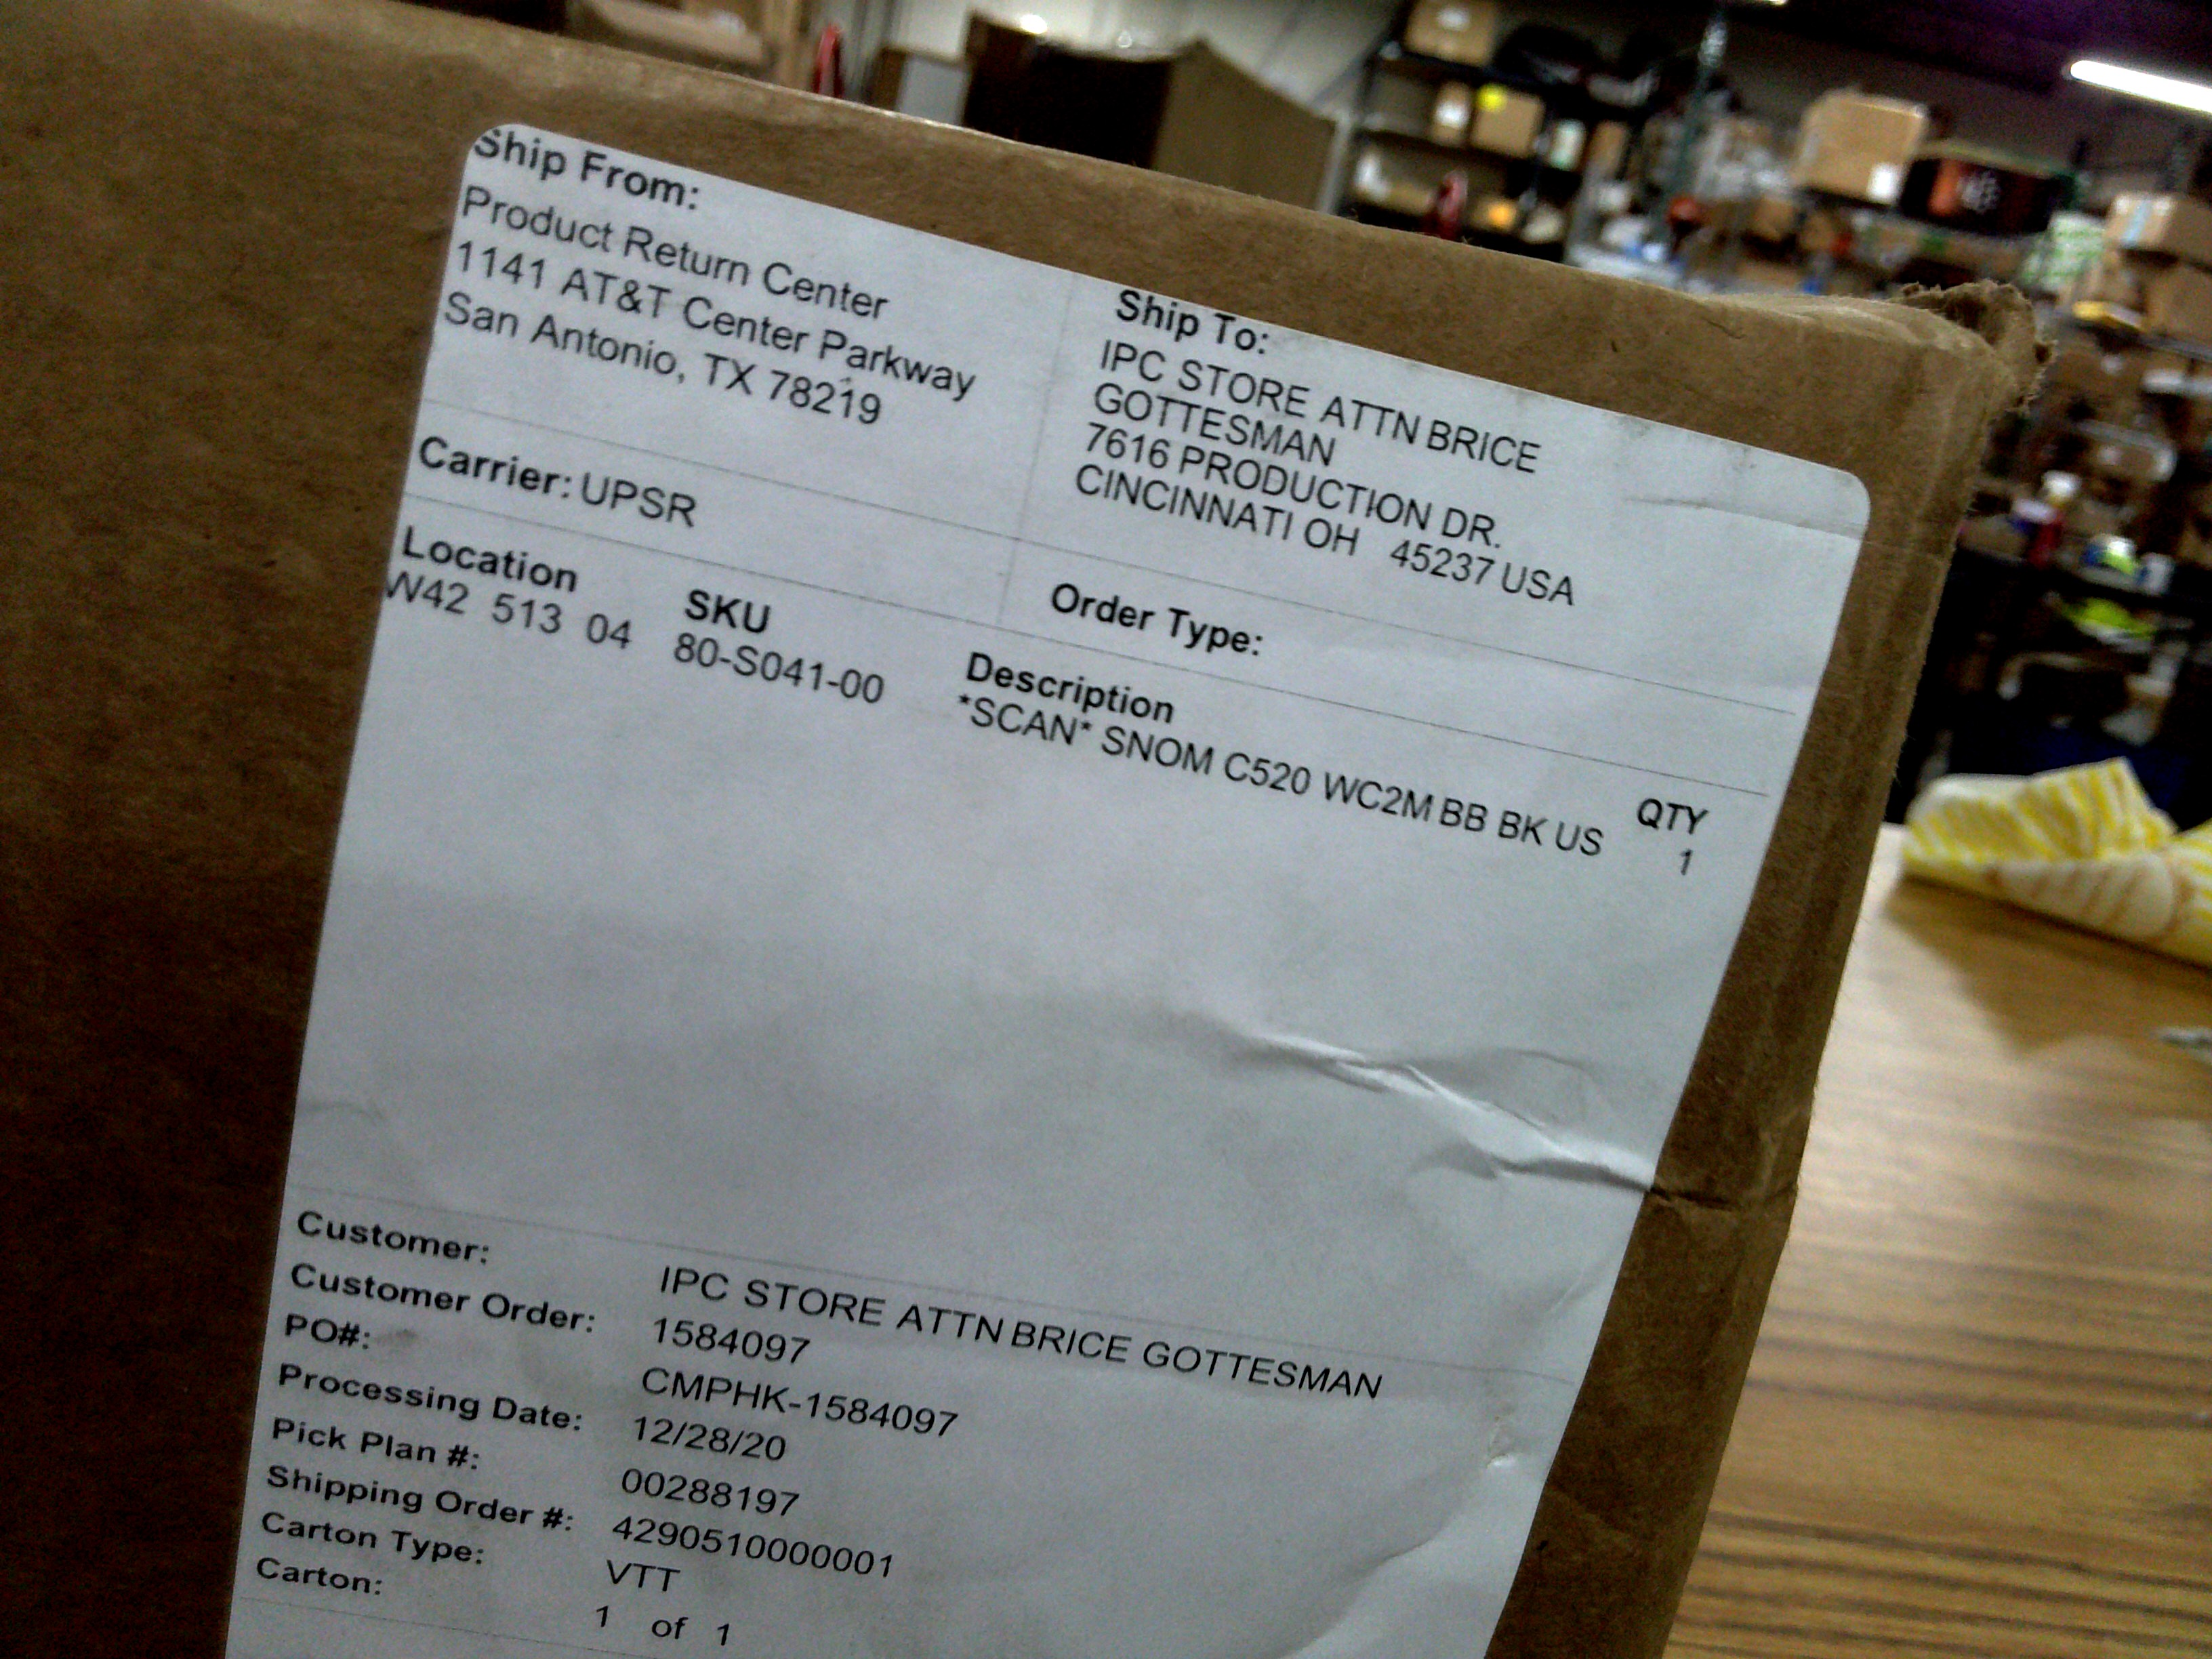 Ship From:
Product Return Center
1141 AT&T Center Parkway
San Antonio, TX 78219
Ship To:
IPC STORE ATTN BRICE
GOTTESMAN
7616 PRODUCTION DR.
CINCINNATI OH 45237 USA
Carrier: UPSR
Order Type:
Location SKU Description QTY
W42 513 04 80-S041-00 *SCAN* SNOM C520 WC2M BB BK US 1
Customer: IPC STORE ATTN BRICE GOTTESMAN
Customer Order: 1584097
PO#: CMPHK-1584097
Processing Date: 12/28/20
Pick Plan #: 00288197
Shipping Order #: 4290510000001
Carton Type: VTT
Carton: 1 of 1